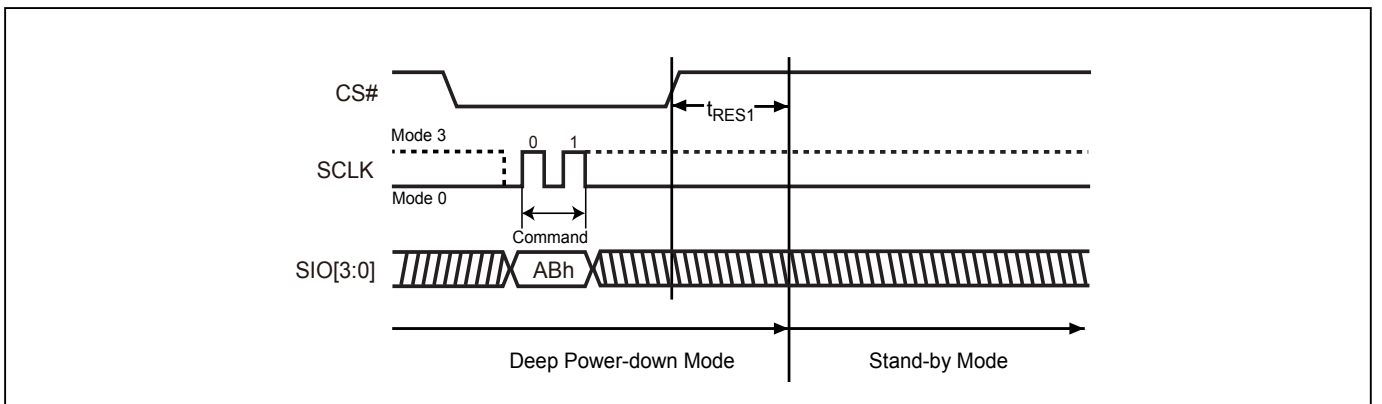 CS#
tRES1
Mode 3
0 1
SCLK
Mode 0
Command
SIO[3:0]
ABh
Deep Power-down Mode
Stand-by Mode